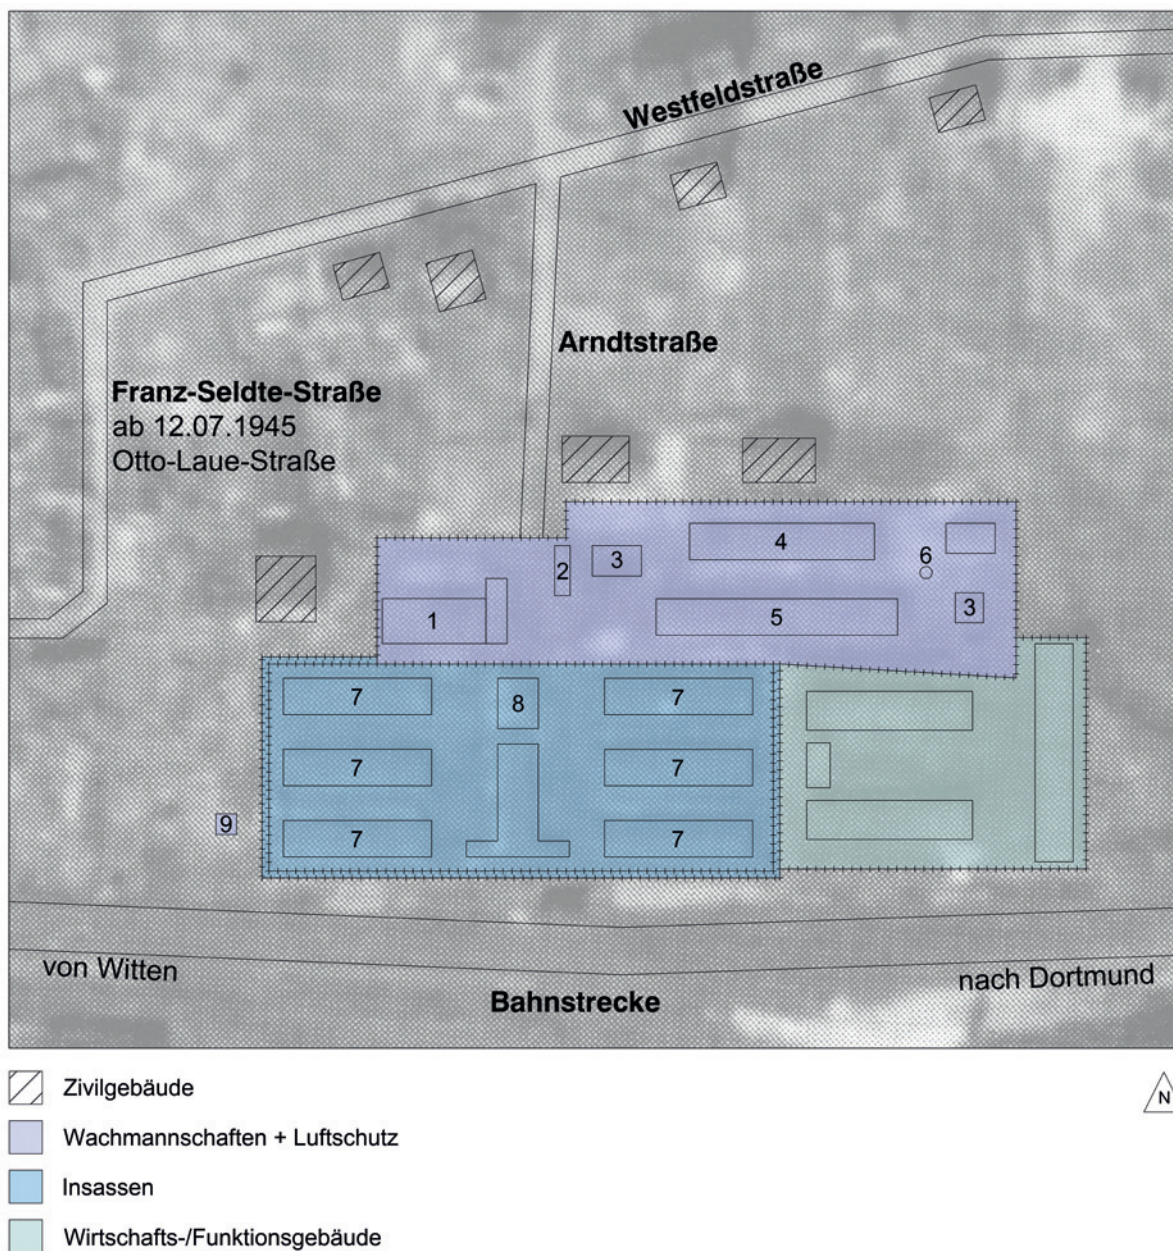 Westfeldstraße
Arndtstraße
Franz-Seldte-Straße
ab 12.07.1945
Otto-Laue-Straße
4
6
2
3
3
1
5
7
8
7
7
7
7
7
9
von Witten
nach Dortmund
Bahnstrecke
Zivilgebäude
N
Wachmannschaften + Luftschutz
Insassen
Wirtschafts-/Funktionsgebäude